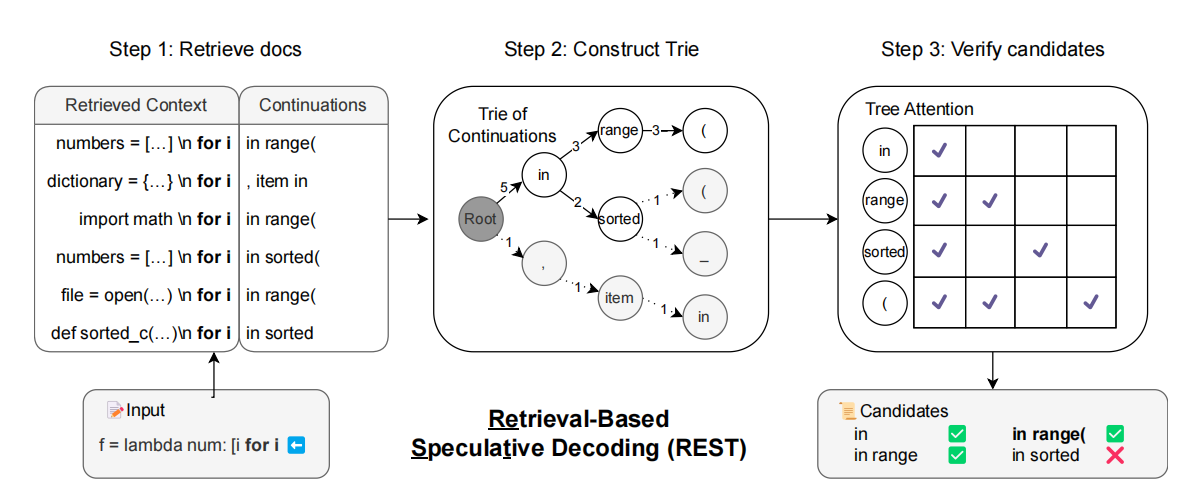 Step 1: Retrieve docs
Retrieved Context Continuations
numbers = […] \n for i in range(
dictionary = {…} \n for i , item in
import math \n for i in range(
numbers = […] \n for i in sorted(
file = open(…) \n for i in range(
def sorted_c(…)\n for i in sorted
Input
f = lambda num: [i for i
Step 2: Construct Trie
Trie of
Continuations
Root
5
in
3
range
3
(
2
sorted
1
(
1
_
1
,
1
item
1
in
Retrieval-Based
Speculative Decoding (REST)
Step 3: Verify candidates
Tree Attention
in
range
sorted
(
Candidates
in in range(
in range in sorted